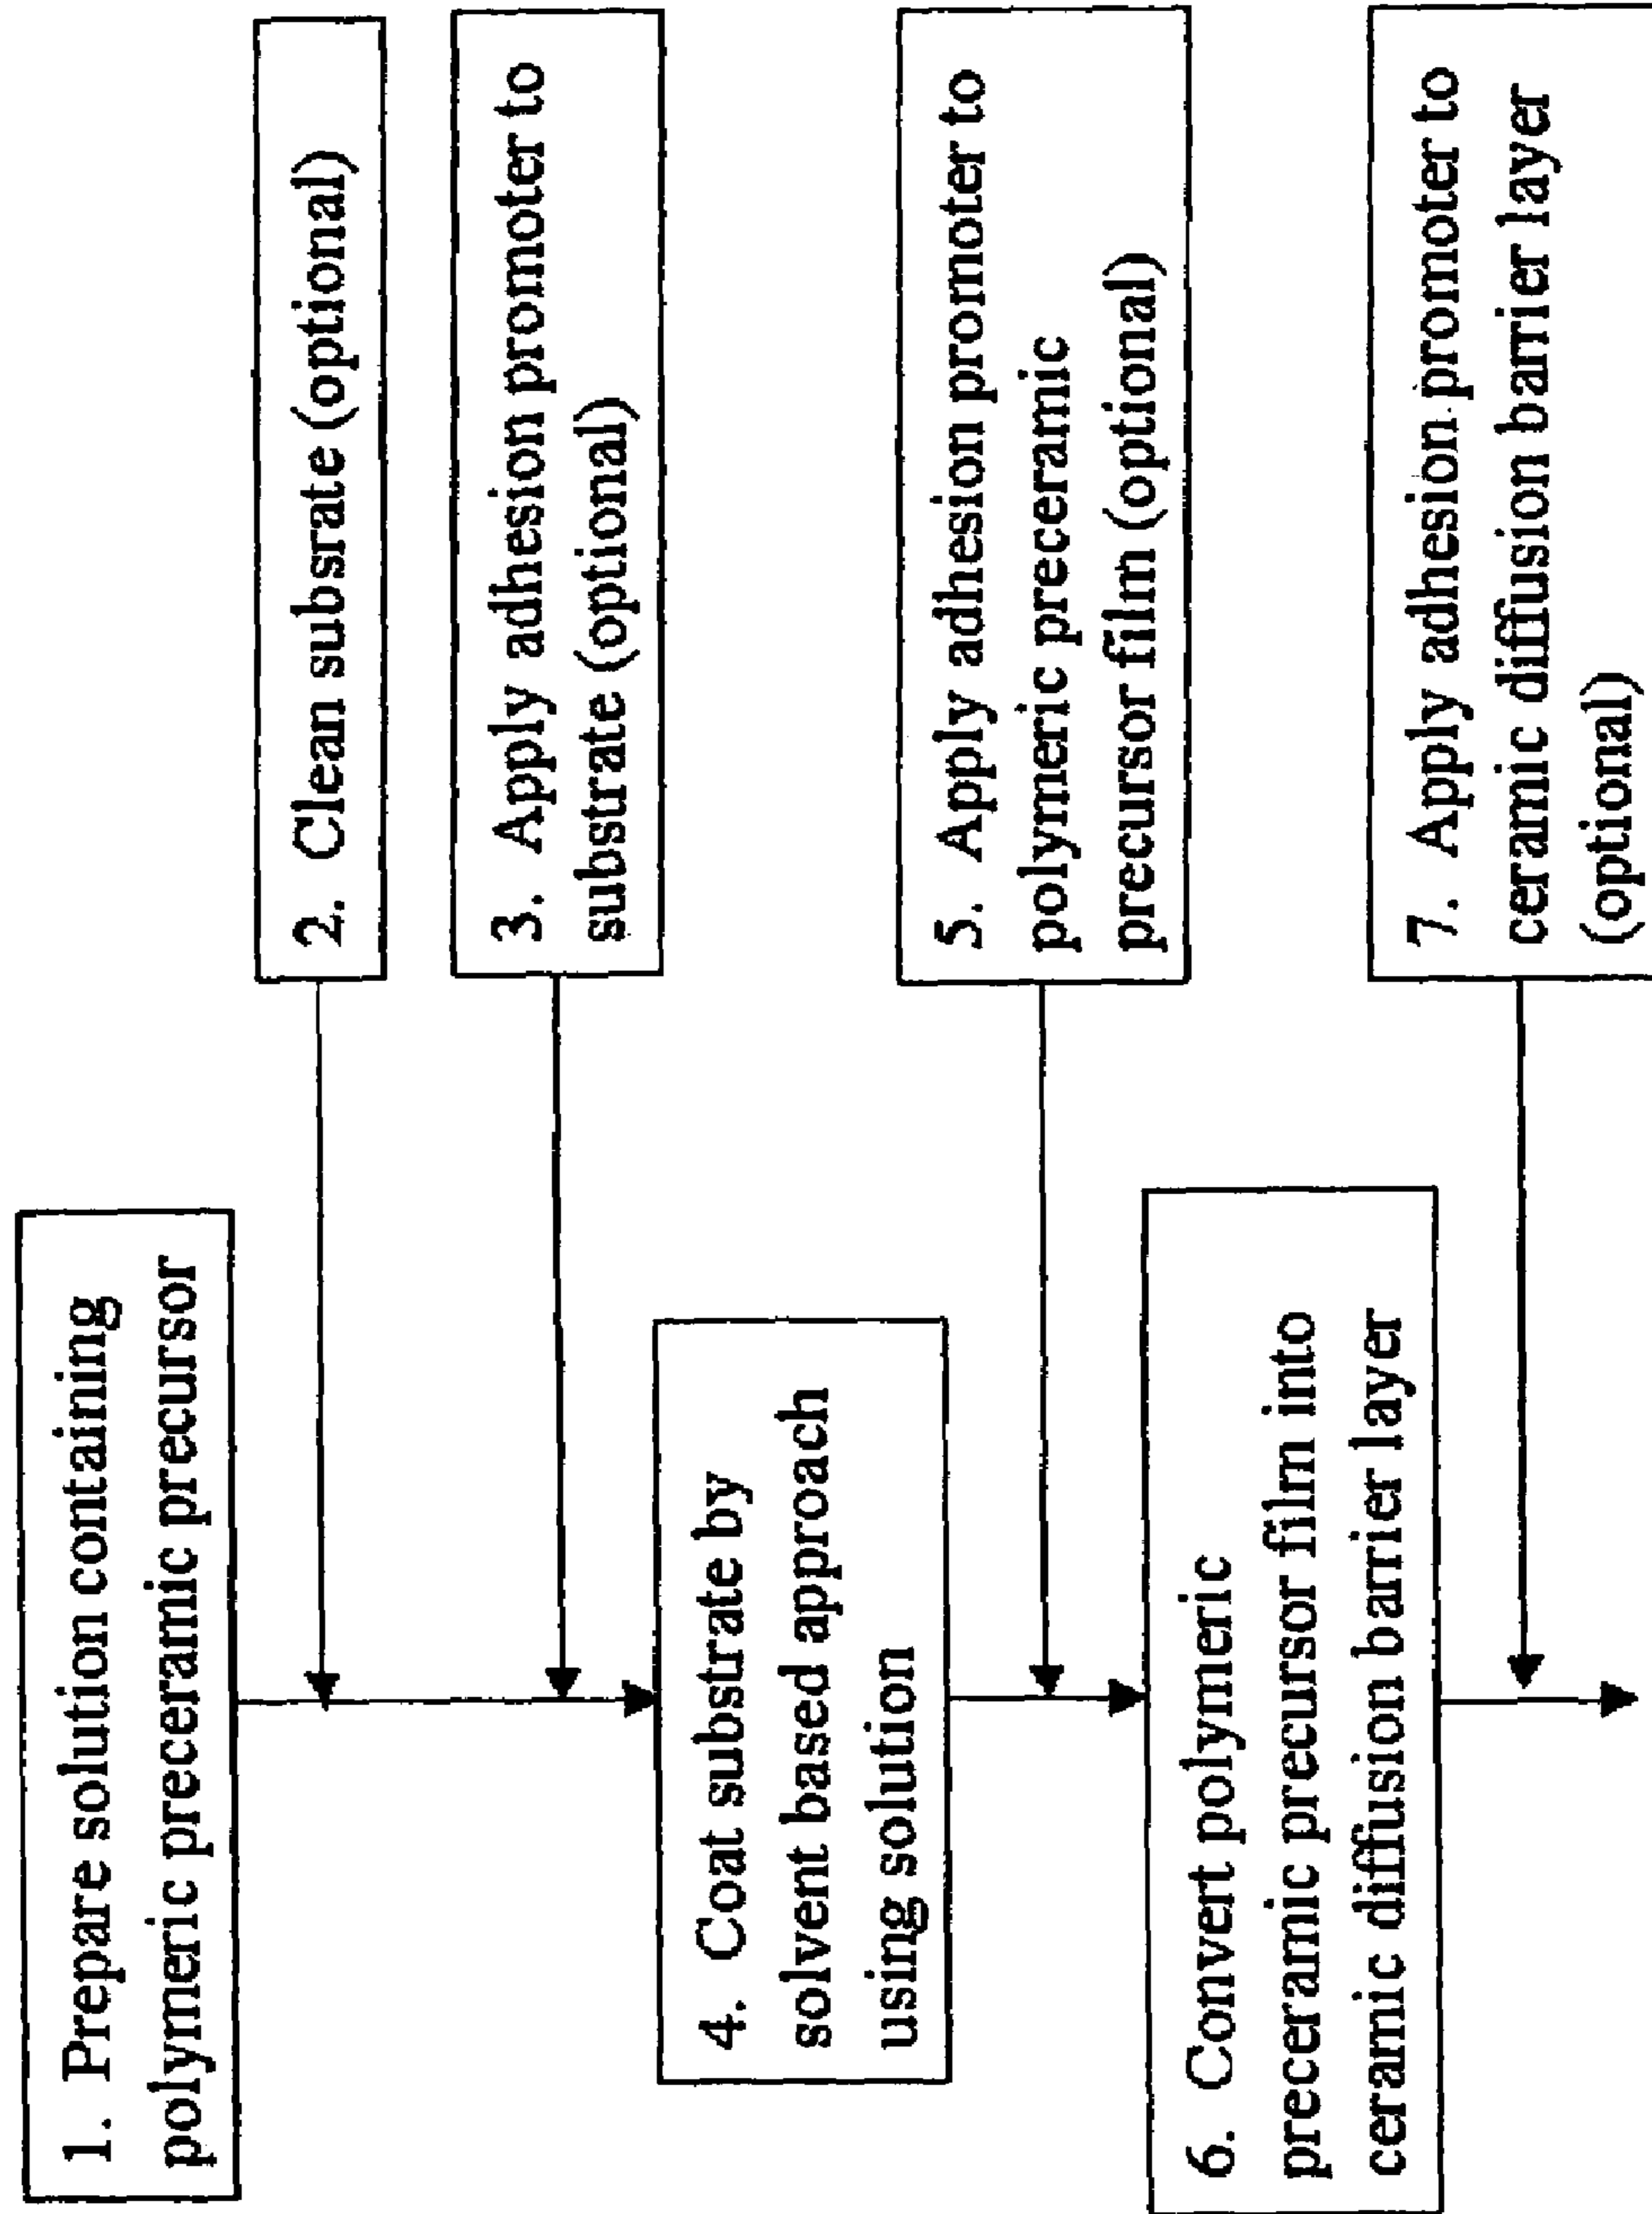 1. Prepare solution containing
polymeric preceramic precursor
2. Clean subsrate (optional)
3. Apply adhesion promoter to
substrate (optional)
4. Coat substrate by
solvent based approach
using solution
5. Apply adhesion promoter to
polymeric preceramic
precursor film (optional)
6. Convert polymeric
preceramic precursor film into
ceramic diffusion barrier layer
7. Apply adhesion promoter to
ceramic diffusion barrier layer
(optional)